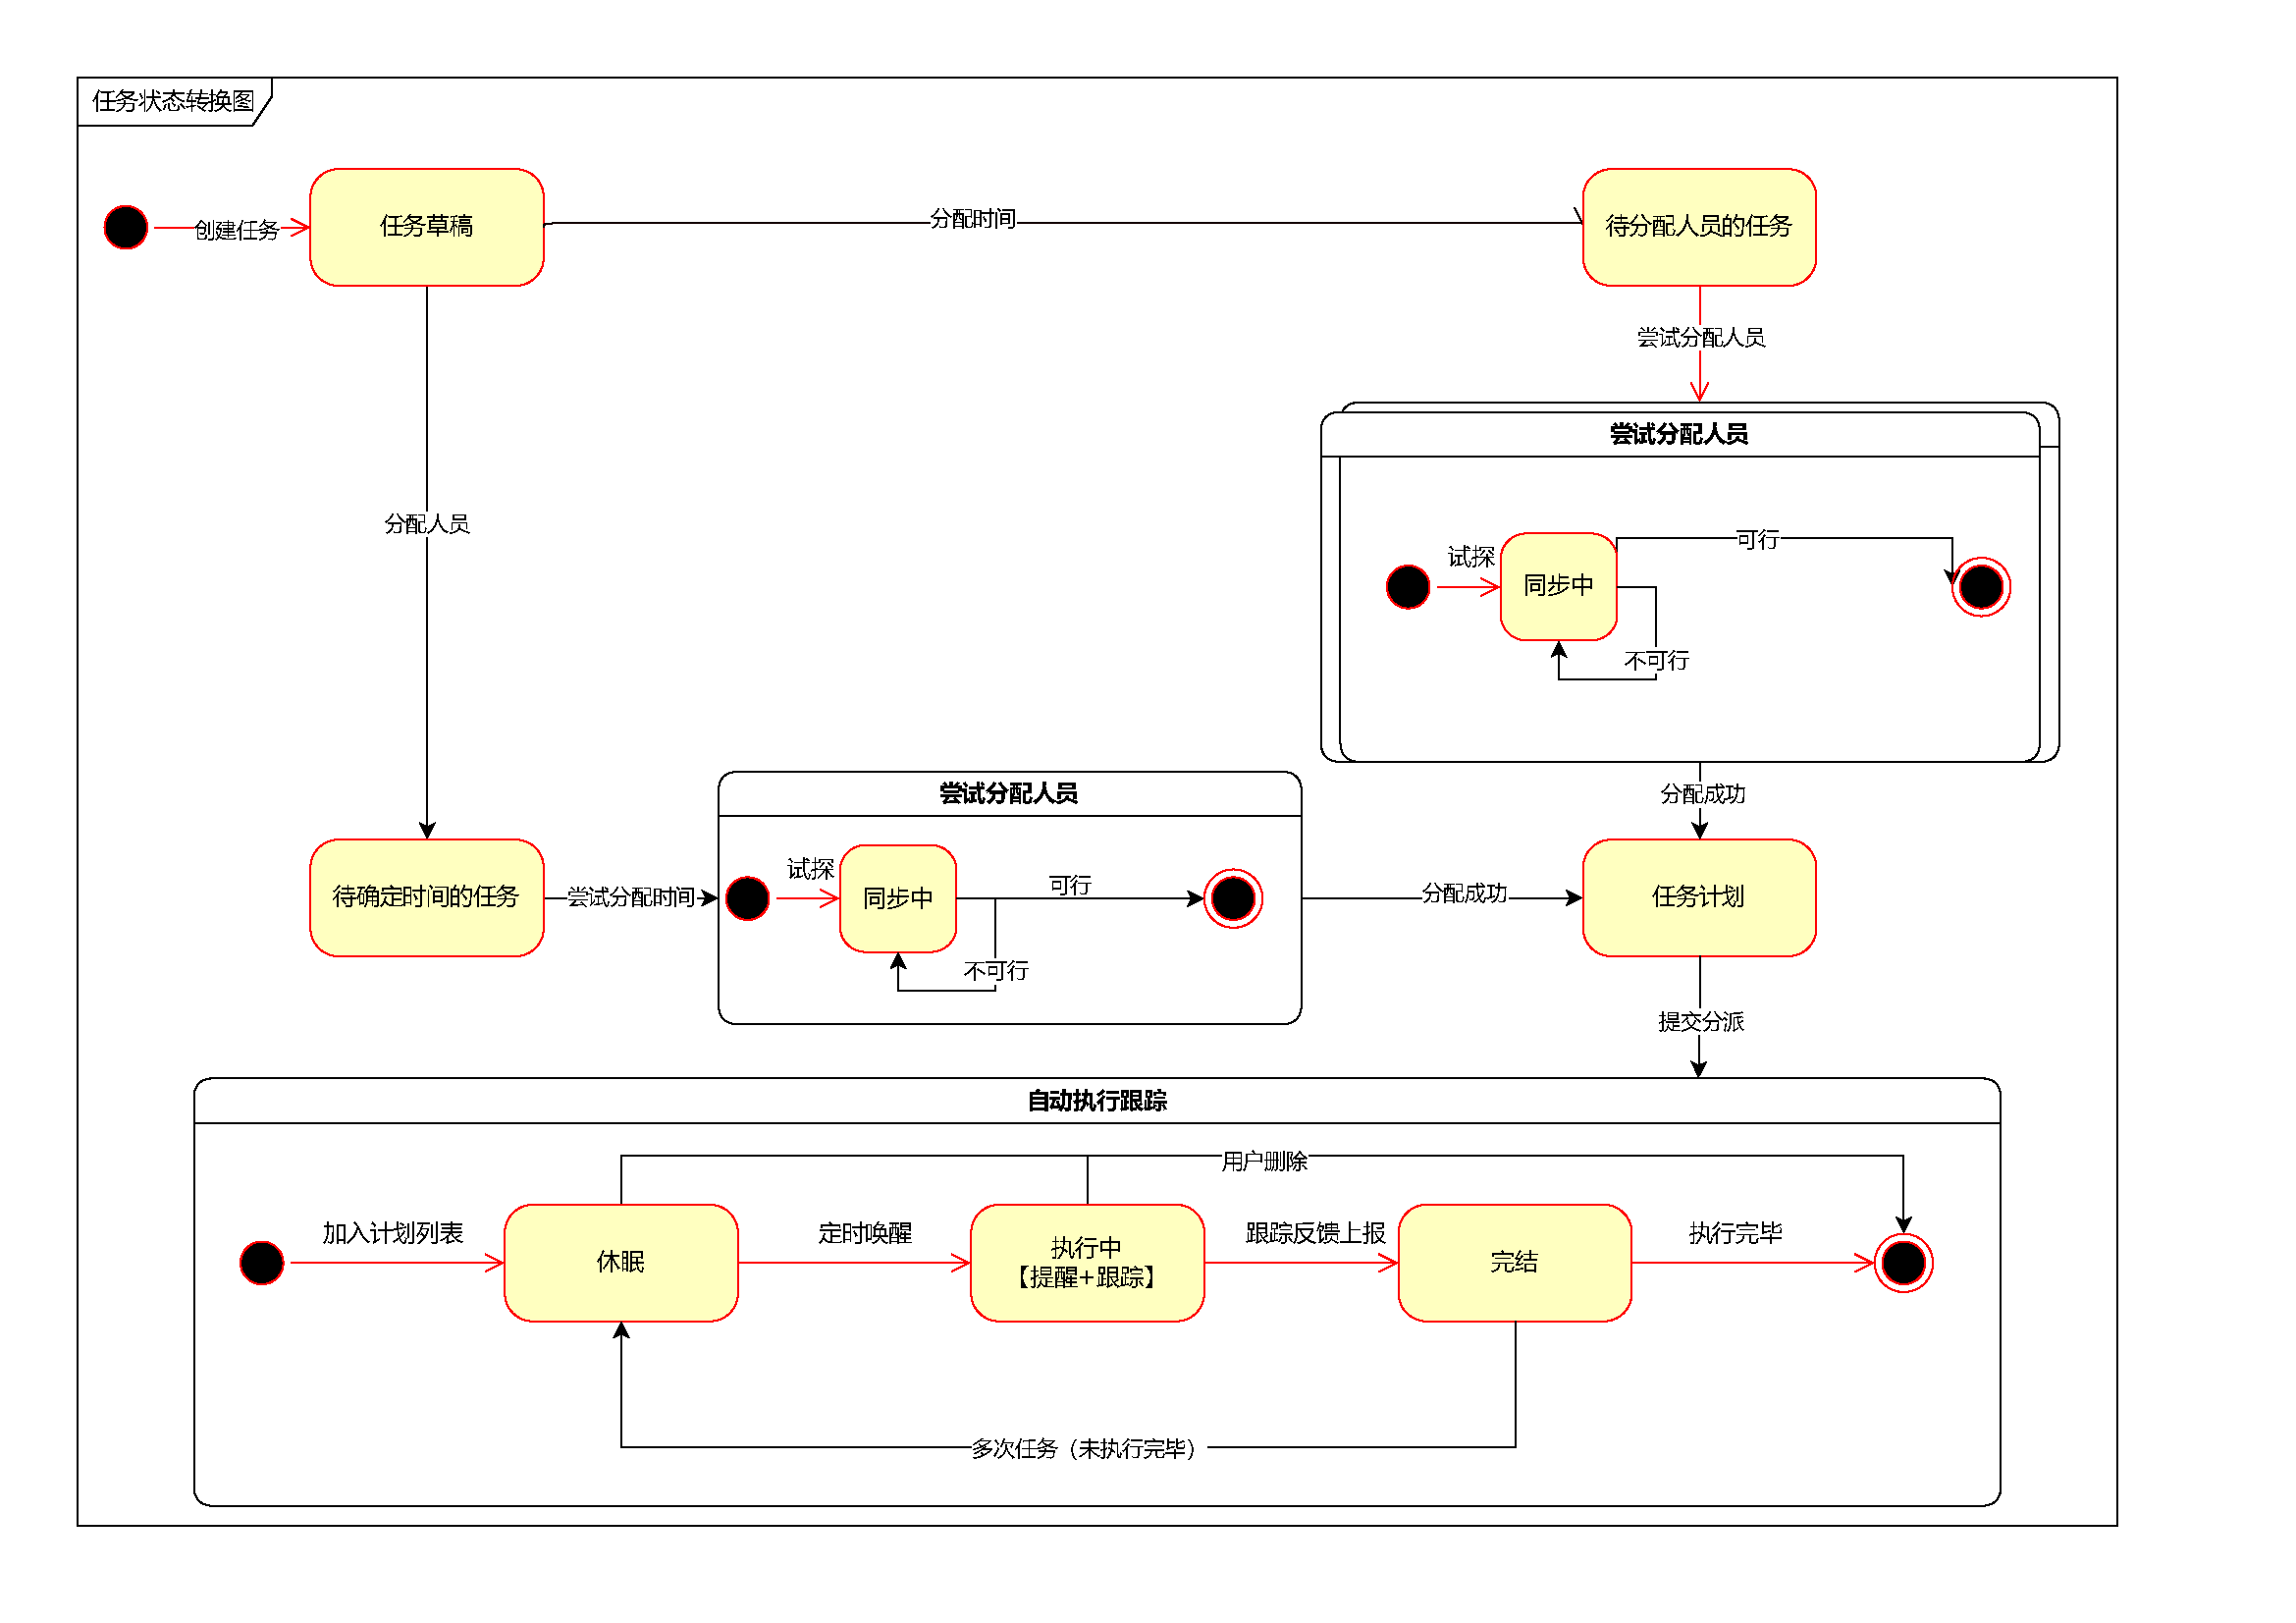 任务状态转换图
创建任务
任务草稿
分配时间
待分配人员的任务
尝试分配人员
尝试分配人员
试探
同步中
可行
不可行
分配人员
分配成功
待确定时间的任务
尝试分配时间
尝试分配人员
试探
同步中
可行
不可行
分配成功
任务计划
提交分派
自动执行跟踪
用户删除
加入计划列表
休眠
定时唤醒
执行中
【提醒+跟踪】
跟踪反馈上报
完结
执行完毕
多次任务（未执行完毕）